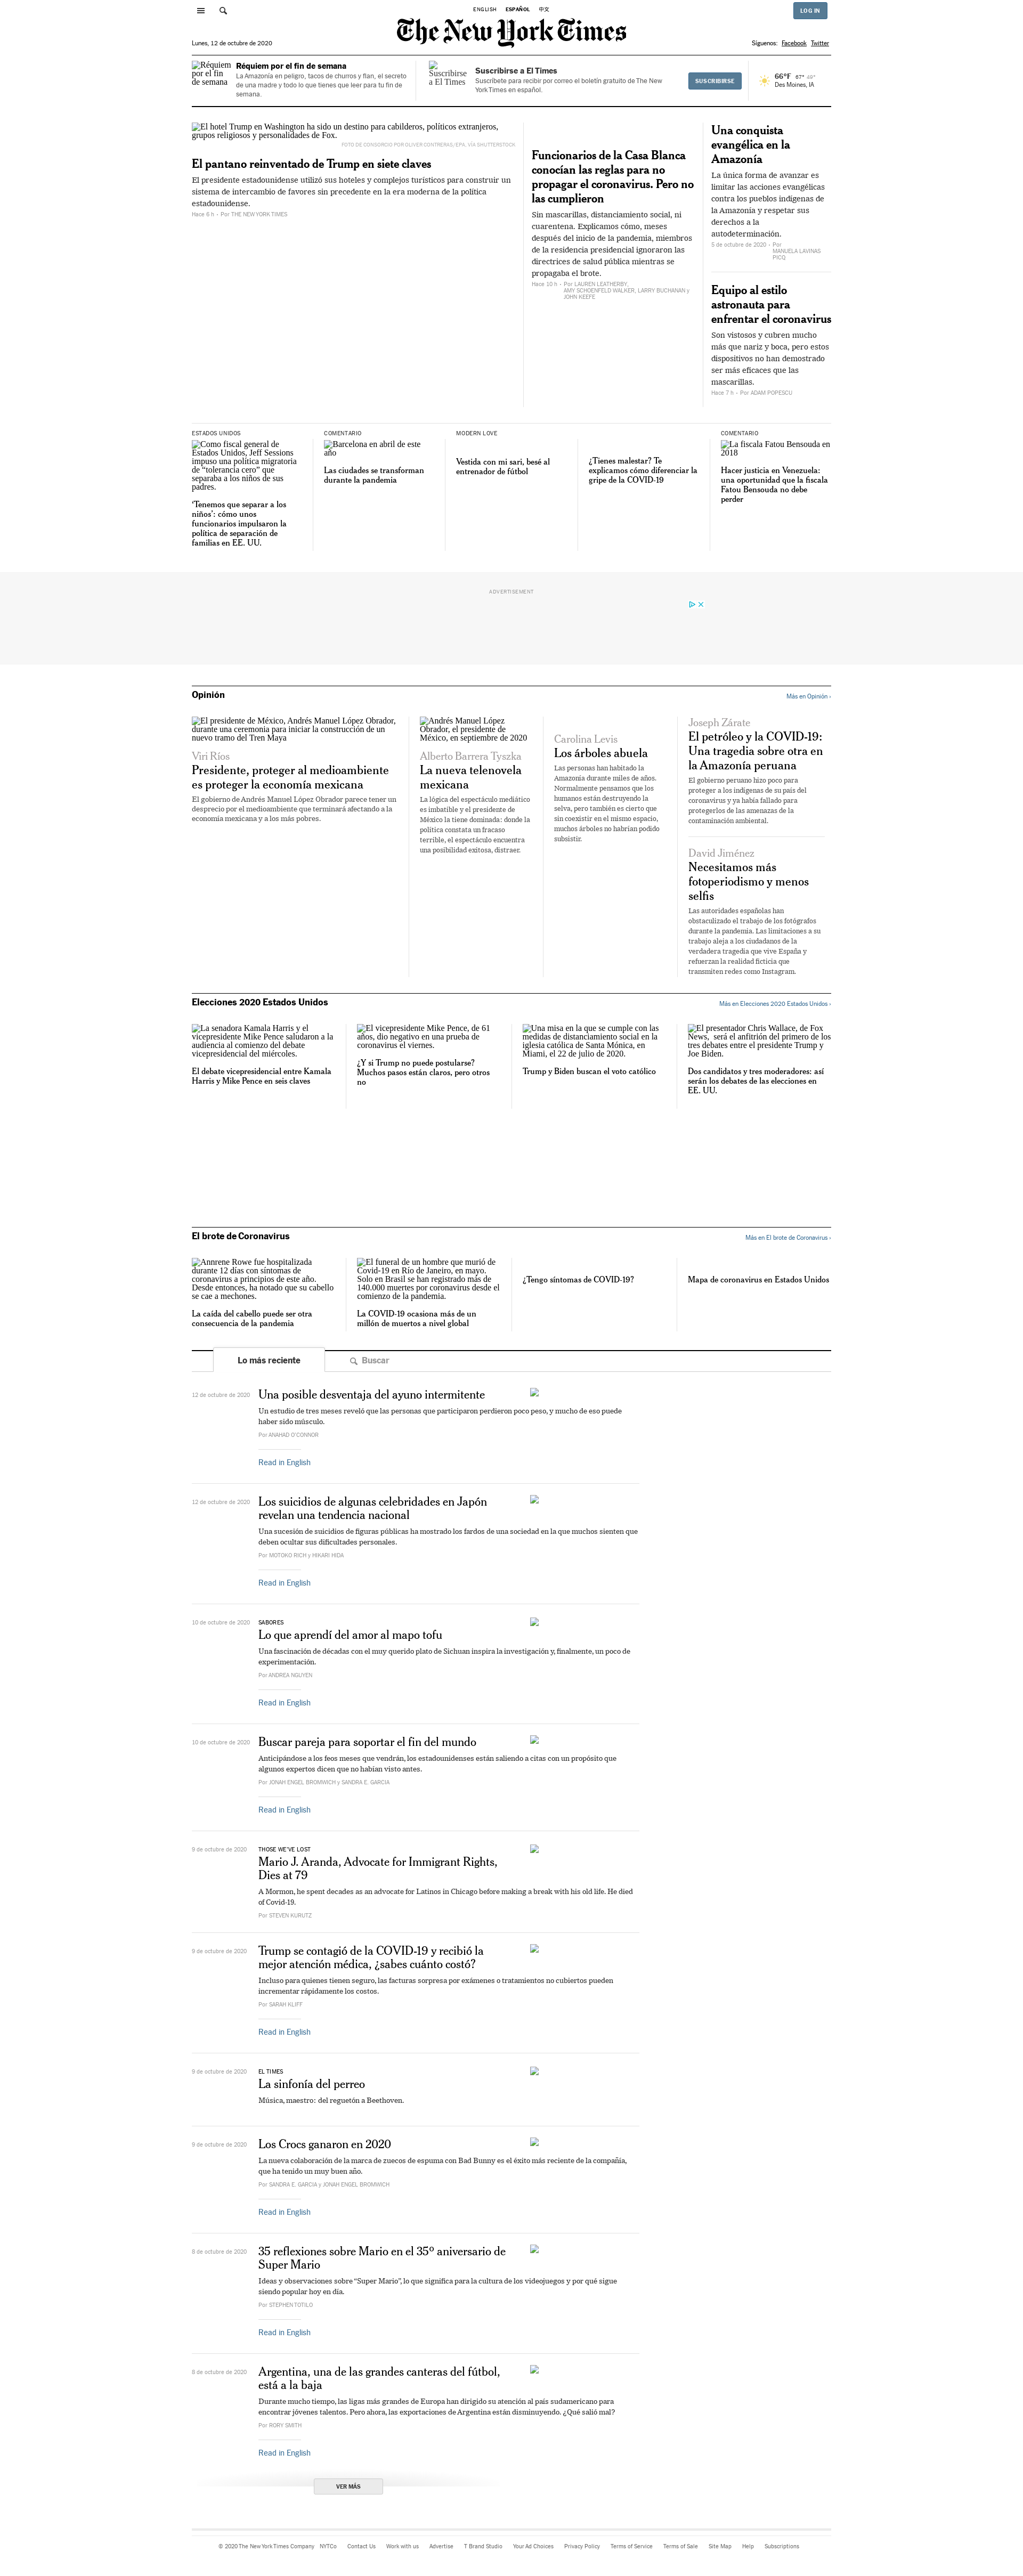 ENGLISH ESPAÑOL 中文
LOG IN
The New York Times
Lunes, 12 de octubre de 2020
Síguenos: Facebook Twitter
Réquiem por el fin de semana
Réquiem por el fin de semana
La Amazonía en peligro, tacos de churros y flan, el secreto
de una madre y todo lo que tienes que leer para tu fin de
semana.
Suscribirse a El Times
Suscribirse a El Times
Suscríbete para recibir por correo el boletín gratuito de The New
York Times en español.
SUSCRIBIRSE
66°F 67° 49°
Des Moines, IA
El hotel Trump en Washington ha sido un destino para cabilderos, políticos extranjeros,
grupos religiosos y personalidades de Fox.
FOTO DE CONSORCIO POR OLIVER CONTRERAS/EPA, VÍA SHUTTERSTOCK
El pantano reinventado de Trump en siete claves
El presidente estadounidense utilizó sus hoteles y complejos turísticos para construir un
sistema de intercambio de favores sin precedente en la era moderna de la política
estadounidense.
Hace 6 h • Por THE NEW YORK TIMES
Funcionarios de la Casa Blanca
conocían las reglas para no
propagar el coronavirus. Pero no
las cumplieron
Sin mascarillas, distanciamiento social, ni
cuarentena. Explicamos cómo, meses
después del inicio de la pandemia, miembros
de la residencia presidencial ignoraron las
directrices de salud pública mientras se
propagaba el brote.
Hace 10 h • Por LAUREN LEATHERBY,
AMY SCHOENFELD WALKER, LARRY BUCHANAN y
JOHN KEEFE
Una conquista
evangélica en la
Amazonía
La única forma de avanzar es
limitar las acciones evangélicas
contra los pueblos indígenas de
la Amazonía y respetar sus
derechos a la
autodeterminación.
5 de octubre de 2020 • Por
MANUELA LAVINAS
PICQ
Equipo al estilo
astronauta para
enfrentar el coronavirus
Son vistosos y cubren mucho
más que nariz y boca, pero estos
dispositivos no han demostrado
ser más eficaces que las
mascarillas.
Hace 7 h • Por ADAM POPESCU
ESTADOS UNIDOS
Como fiscal general de
Estados Unidos, Jeff Sessions
impuso una política migratoria
de “tolerancia cero” que
separaba a los niños de sus
padres.
‘Tenemos que separar a los
niños’: cómo unos
funcionarios impulsaron la
política de separación de
familias en EE. UU.
COMENTARIO
Barcelona en abril de este
año
Las ciudades se transforman
durante la pandemia
MODERN LOVE
Vestida con mi sari, besé al
entrenador de fútbol
¿Tienes malestar? Te
explicamos cómo diferenciar la
gripe de la COVID-19
COMENTARIO
La fiscala Fatou Bensouda en
2018
Hacer justicia en Venezuela:
una oportunidad que la fiscala
Fatou Bensouda no debe
perder
ADVERTISEMENT
Opinión
Más en Opinión ›
El presidente de México, Andrés Manuel López Obrador,
durante una ceremonia para iniciar la construcción de un
nuevo tramo del Tren Maya
Viri Ríos
Presidente, proteger al medioambiente
es proteger la economía mexicana
El gobierno de Andrés Manuel López Obrador parece tener un
desprecio por el medioambiente que terminará afectando a la
economía mexicana y a los más pobres.
Andrés Manuel López
Obrador, el presidente de
México, en septiembre de 2020
Alberto Barrera Tyszka
La nueva telenovela
mexicana
La lógica del espectáculo mediático
es imbatible y el presidente de
México la tiene dominada: donde la
política constata un fracaso
terrible, el espectáculo encuentra
una posibilidad exitosa, distraer.
Carolina Levis
Los árboles abuela
Las personas han habitado la
Amazonía durante miles de años.
Normalmente pensamos que los
humanos están destruyendo la
selva, pero también es cierto que
sin coexistir en el mismo espacio,
muchos árboles no habrían podido
subsistir.
Joseph Zárate
El petróleo y la COVID-19:
Una tragedia sobre otra en
la Amazonía peruana
El gobierno peruano hizo poco para
proteger a los indígenas de su país del
coronavirus y ya había fallado para
protegerlos de las amenazas de la
contaminación ambiental.
David Jiménez
Necesitamos más
fotoperiodismo y menos
selfis
Las autoridades españolas han
obstaculizado el trabajo de los fotógrafos
durante la pandemia. Las limitaciones a su
trabajo aleja a los ciudadanos de la
verdadera tragedia que vive España y
refuerzan la realidad ficticia que
transmiten redes como Instagram.
Elecciones 2020 Estados Unidos
Más en Elecciones 2020 Estados Unidos ›
La senadora Kamala Harris y el
vicepresidente Mike Pence saludaron a la
audiencia al comienzo del debate
vicepresidencial del miércoles.
El debate vicepresidencial entre Kamala
Harris y Mike Pence en seis claves
El vicepresidente Mike Pence, de 61
años, dio negativo en una prueba de
coronavirus el viernes.
¿Y si Trump no puede postularse?
Muchos pasos están claros, pero otros
no
Una misa en la que se cumple con las
medidas de distanciamiento social en la
iglesia católica de Santa Mónica, en
Miami, el 22 de julio de 2020.
Trump y Biden buscan el voto católico
El presentador Chris Wallace, de Fox
News, será el anfitrión del primero de los
tres debates entre el presidente Trump y
Joe Biden.
Dos candidatos y tres moderadores: así
serán los debates de las elecciones en
EE. UU.
El brote de Coronavirus
Más en El brote de Coronavirus ›
Annrene Rowe fue hospitalizada
durante 12 días con síntomas de
coronavirus a principios de este año.
Desde entonces, ha notado que su cabello
se cae a mechones.
La caída del cabello puede ser otra
consecuencia de la pandemia
El funeral de un hombre que murió de
Covid-19 en Río de Janeiro, en mayo.
Solo en Brasil se han registrado más de
140.000 muertes por coronavirus desde el
comienzo de la pandemia.
La COVID-19 ocasiona más de un
millón de muertos a nivel global
¿Tengo síntomas de COVID-19?
Mapa de coronavirus en Estados Unidos
Lo más reciente
Buscar
12 de octubre de 2020
Una posible desventaja del ayuno intermitente
Un estudio de tres meses reveló que las personas que participaron perdieron poco peso, y mucho de eso puede
haber sido músculo.
Por ANAHAD O'CONNOR
Read in English
12 de octubre de 2020
Los suicidios de algunas celebridades en Japón
revelan una tendencia nacional
Una sucesión de suicidios de figuras públicas ha mostrado los fardos de una sociedad en la que muchos sienten que
deben ocultar sus dificultades personales.
Por MOTOKO RICH y HIKARI HIDA
Read in English
10 de octubre de 2020
SABORES
Lo que aprendí del amor al mapo tofu
Una fascinación de décadas con el muy querido plato de Sichuan inspira la investigación y, finalmente, un poco de
experimentación.
Por ANDREA NGUYEN
Read in English
10 de octubre de 2020
Buscar pareja para soportar el fin del mundo
Anticipándose a los feos meses que vendrán, los estadounidenses están saliendo a citas con un propósito que
algunos expertos dicen que no habían visto antes.
Por JONAH ENGEL BROMWICH y SANDRA E. GARCIA
Read in English
9 de octubre de 2020
THOSE WE'VE LOST
Mario J. Aranda, Advocate for Immigrant Rights,
Dies at 79
A Mormon, he spent decades as an advocate for Latinos in Chicago before making a break with his old life. He died
of Covid-19.
Por STEVEN KURUTZ
9 de octubre de 2020
Trump se contagió de la COVID-19 y recibió la
mejor atención médica, ¿sabes cuánto costó?
Incluso para quienes tienen seguro, las facturas sorpresa por exámenes o tratamientos no cubiertos pueden
incrementar rápidamente los costos.
Por SARAH KLIFF
Read in English
9 de octubre de 2020
EL TIMES
La sinfonía del perreo
Música, maestro: del reguetón a Beethoven.
9 de octubre de 2020
Los Crocs ganaron en 2020
La nueva colaboración de la marca de zuecos de espuma con Bad Bunny es el éxito más reciente de la compañía,
que ha tenido un muy buen año.
Por SANDRA E. GARCIA y JONAH ENGEL BROMWICH
Read in English
8 de octubre de 2020
35 reflexiones sobre Mario en el 35º aniversario de
Super Mario
Ideas y observaciones sobre “Super Mario”, lo que significa para la cultura de los videojuegos y por qué sigue
siendo popular hoy en día.
Por STEPHEN TOTILO
Read in English
8 de octubre de 2020
Argentina, una de las grandes canteras del fútbol,
está a la baja
Durante mucho tiempo, las ligas más grandes de Europa han dirigido su atención al país sudamericano para
encontrar jóvenes talentos. Pero ahora, las exportaciones de Argentina están disminuyendo. ¿Qué salió mal?
Por RORY SMITH
Read in English
VER MÁS
© 2020 The New York Times Company NYTCo Contact Us Work with us Advertise T Brand Studio Your Ad Choices Privacy Policy Terms of Service Terms of Sale Site Map Help Subscriptions